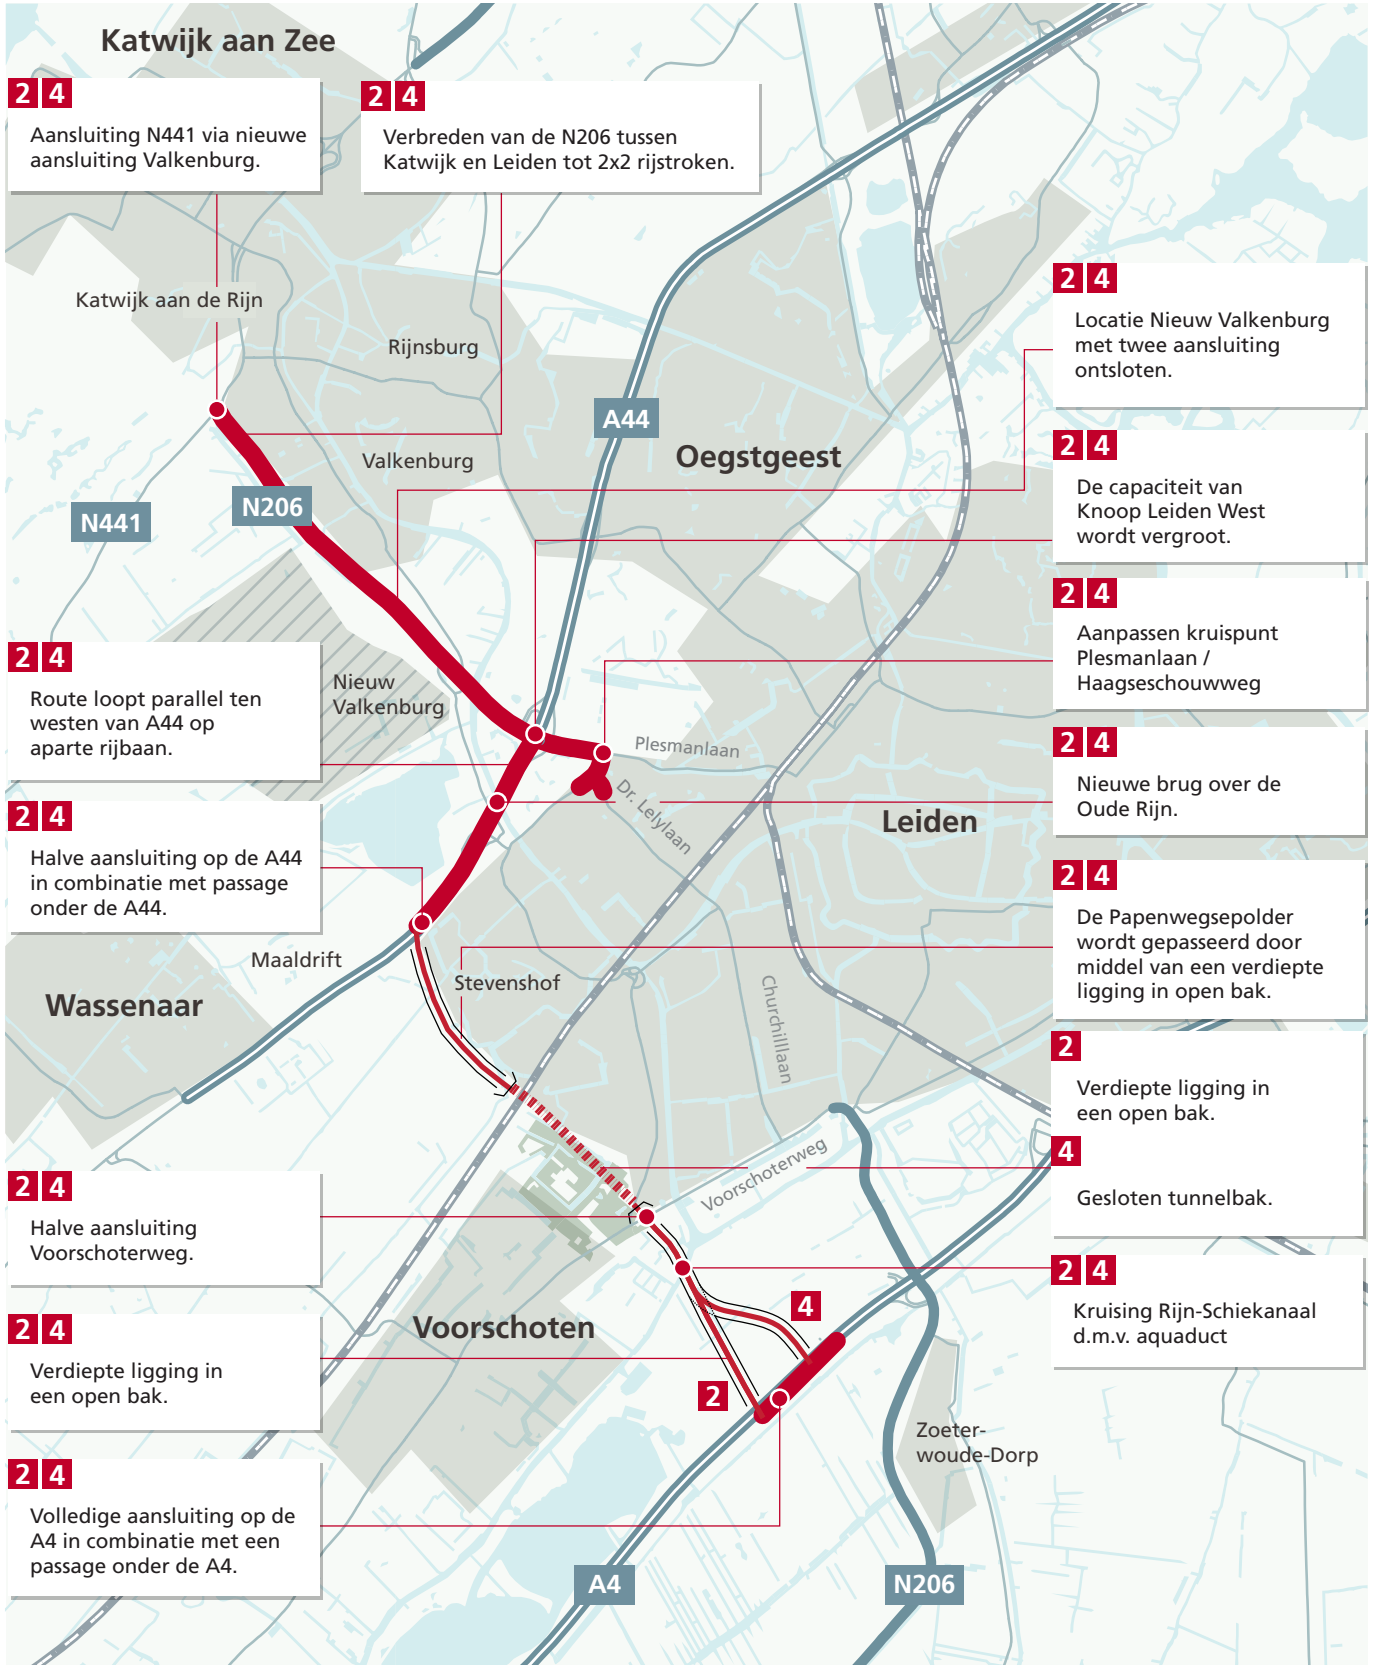 Katwijk aan Zee
2 4
Aansluiting N441 via nieuwe
aansluiting Valkenburg.
2 4
Verbreden van de N206 tussen
Katwijk en Leiden tot 2x2 rijstroken.
2 4
Locatie Nieuw Valkenburg
met twee aansluiting
ontsloten.
Katwijk aan de Rijn
Rijnsburg
A44
Oegstgeest
Valkenburg
N206
N441
2 4
De capaciteit van
Knoop Leiden West
wordt vergroot.
2 4
Aanpassen kruispunt
Plesmanlaan /
Haagseschouwweg
2 4
Route loopt parallel ten
westen van A44 op
aparte rijbaan.
Nieuw
Valkenburg
Plesmanlaan
Dr. Lelylaan
2 4
Nieuwe brug over de
Oude Rijn.
Leiden
2 4
Halve aansluiting op de A44
in combinatie met passage
onder de A44.
2 4
De Papenwegsepolder
wordt gepasseerd door
middel van een verdiepte
ligging in open bak.
Maaldrift
Stevenshof
Wassenaar
Churchilllaan
2
Verdiepte ligging in
een open bak.
4
Gesloten tunnelbak.
Voorschoterweg
2 4
Halve aansluiting
Voorschoterweg.
2 4
Kruising Rijn-Schiekanaal
d.m.v. aquaduct
4
Voorschoten
2 4
Verdiepte ligging in
een open bak.
2
Zoeter-
woude-Dorp
2 4
Volledige aansluiting op de
A4 in combinatie met een
passage onder de A4.
A4
N206